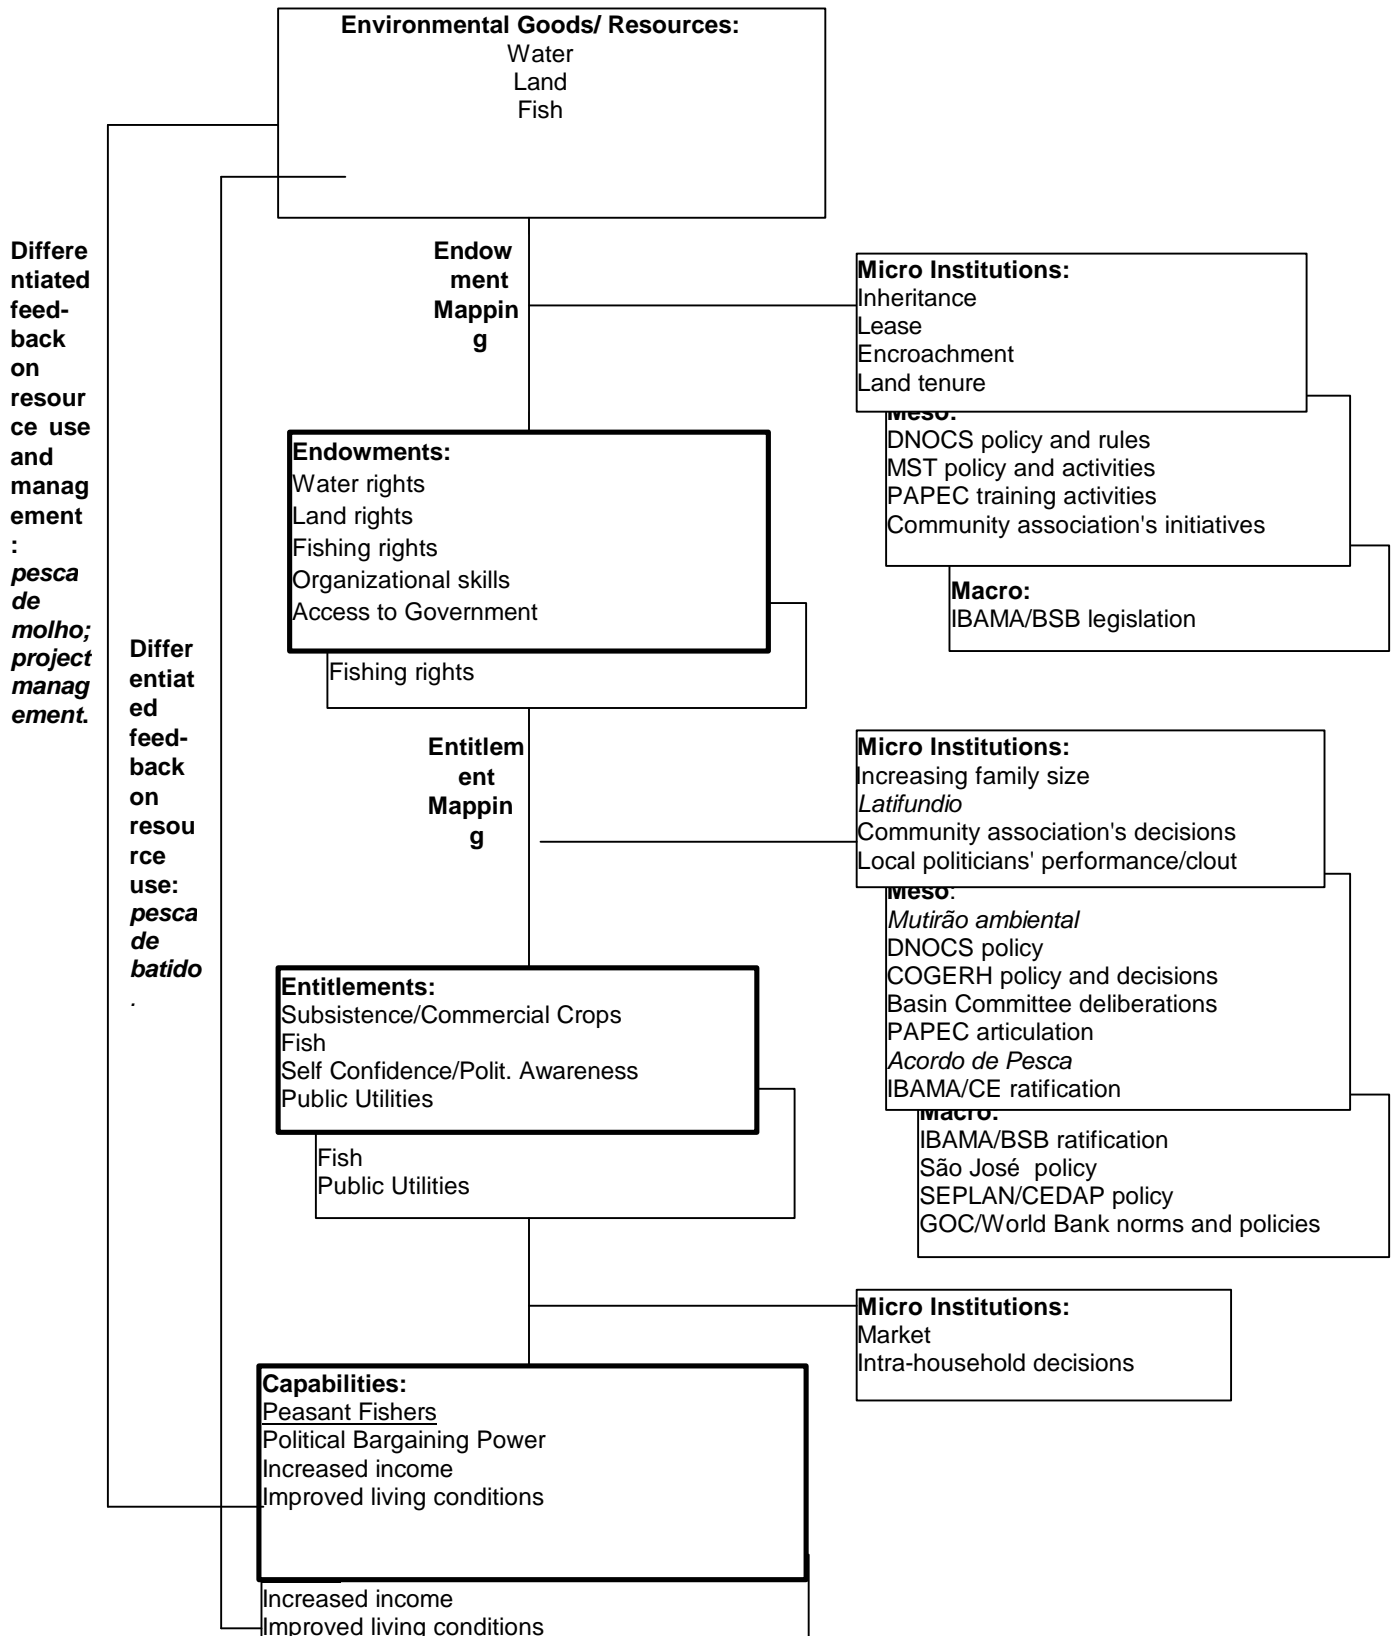 Environmental Goods/ Resources:
Water
Land
Fish
Differe
ntiated
feed-
back
on
resour
ce use
and
manag
ement
:
pesca
de
molho;
project
manag
ement.
Differ
entiat
ed
feed-
back
on
resou
rce
use:
pesca
de
batido
.
Endow
ment
Mappin
g
Micro Institutions:
Inheritance
Lease
Encroachment
Land tenure
Meso:
DNOCS policy and rules
MST policy and activities
PAPEC training activities
Community association's initiatives
Macro:
IBAMA/BSB legislation
Endowments:
Water rights
Land rights
Fishing rights
Organizational skills
Access to Government
Fishing rights
Entitlem
ent
Mappin
g
Micro Institutions:
Increasing family size
Latifundio
Community association's decisions
Local politicians' performance/clout
Meso:
Mutirão ambiental
DNOCS policy
COGERH policy and decisions
Basin Committee deliberations
PAPEC articulation
Acordo de Pesca
IBAMA/CE ratification
Macro:
IBAMA/BSB ratification
São José  policy
SEPLAN/CEDAP policy
GOC/World Bank norms and policies
Entitlements:
Subsistence/Commercial Crops
Fish
Self Confidence/Polit. Awareness
Public Utilities
Fish
Public Utilities
Micro Institutions:
Market
Intra-household decisions
Capabilities:
Peasant Fishers
Political Bargaining Power
Increased income
Improved living conditions
Increased income
Improved living conditions